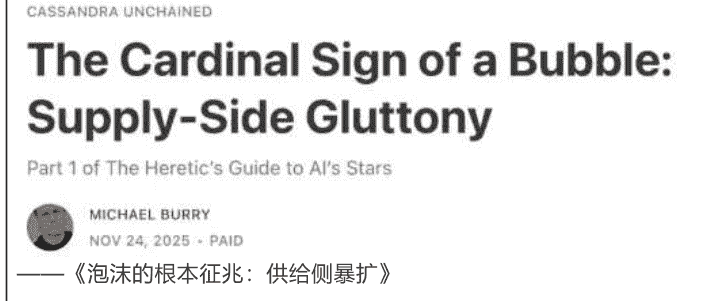 CASSANDRA UNCHAINED
The Cardinal Sign of a Bubble:
Supply-Side Gluttony
Part 1 of The Heretic's Guide to AI's Stars
MICHAEL BURRY
NOV 24, 2025 · PAID
——《泡沫的根本征兆：供给侧暴扩》